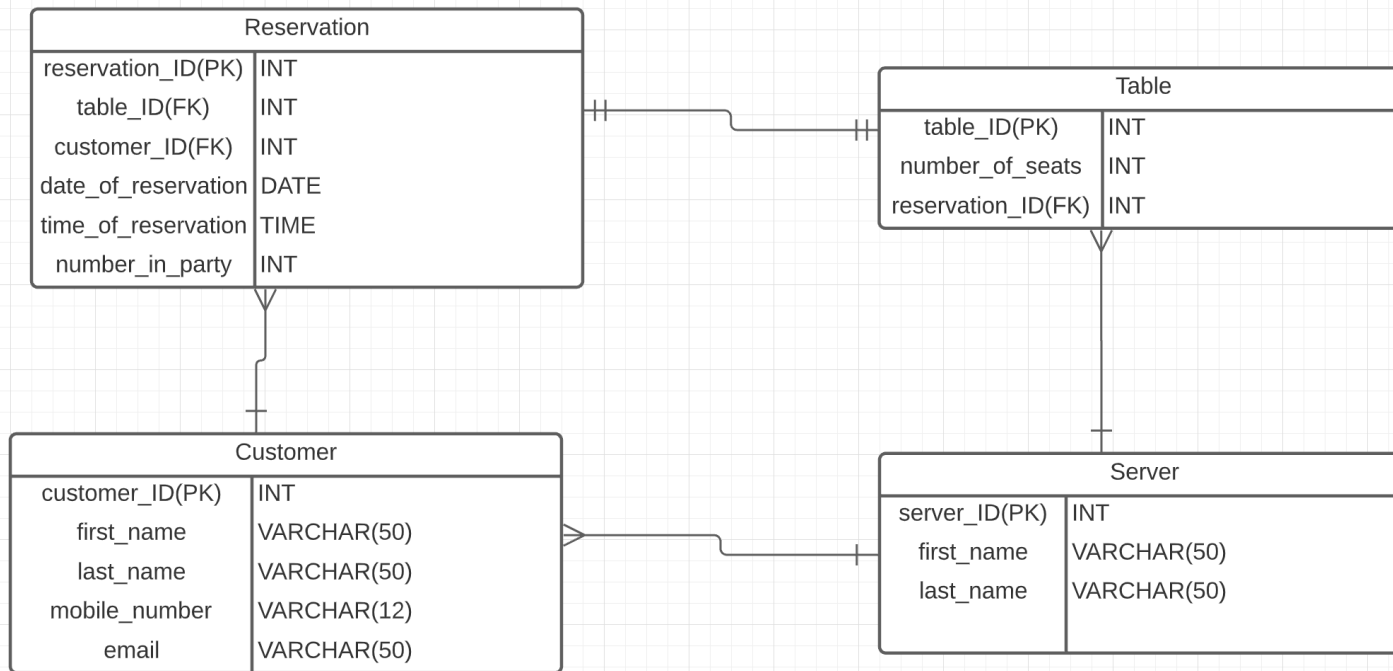 Reservation
reservation_ID(PK) INT
table_ID(FK) INT
customer_ID(FK) INT
date_of_reservation DATE
time_of_reservation TIME
number_in_party INT
Table
table_ID(PK) INT
number_of_seats INT
reservation_ID(FK) INT
Customer
customer_ID(PK) INT
first_name VARCHAR(50)
last_name VARCHAR(50)
mobile_number VARCHAR(12)
email VARCHAR(50)
Server
server_ID(PK) INT
first_name VARCHAR(50)
last_name VARCHAR(50)